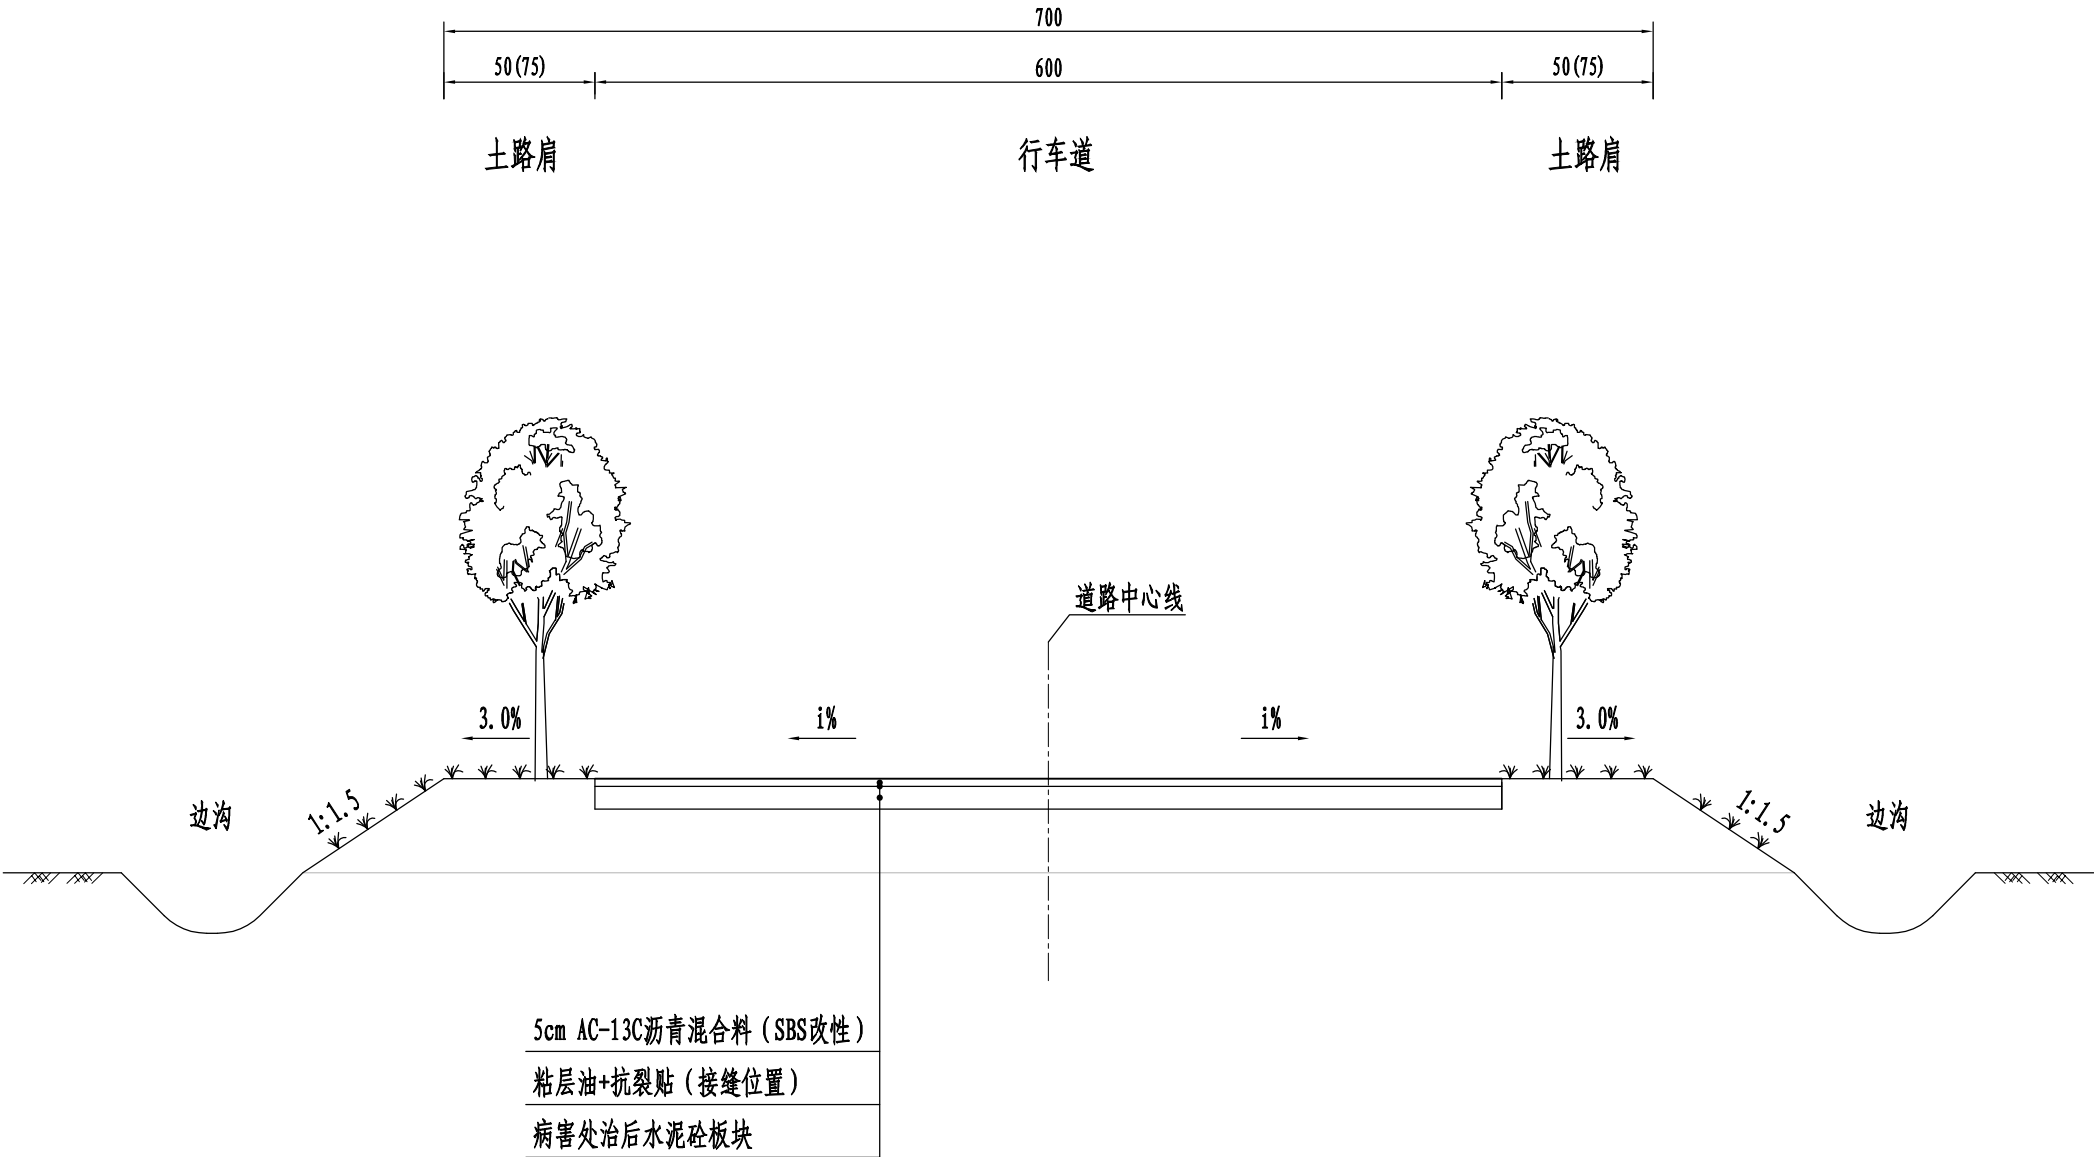 700
50(75) 600 50(75)
土路肩 行车道 土路肩
道路中心线
3.0% i% i% 3.0%
边沟 1:1.5 1:1.5 边沟
5cm AC-13C沥青混合料（SBS改性）
粘层油+抗裂贴（接缝位置）
病害处治后水泥砼板块